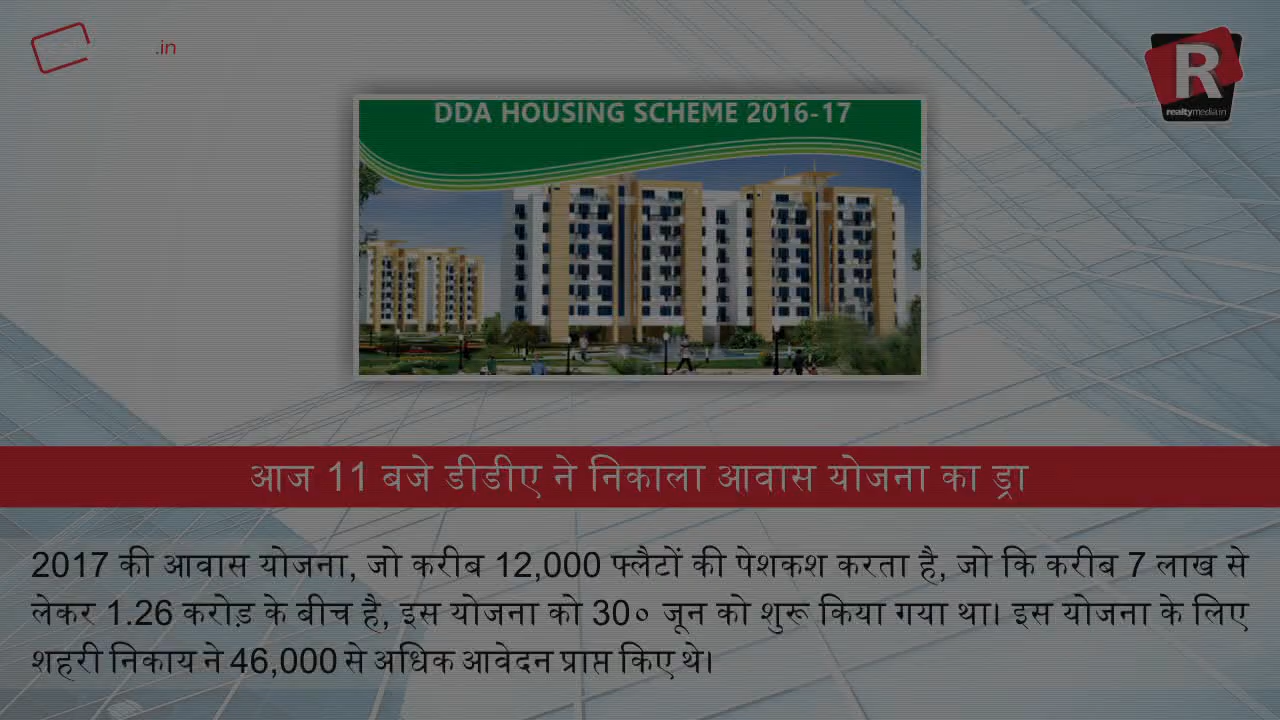 .in
R
realtymedia.in
DDA HOUSING SCHEME 2016-17
आज 11 बजे डीडीए ने निकाला आवास योजना का ड्रा
2017 की आवास योजना, जो करीब 12,000 फ्लैटों की पेशकश करता है, जो कि करीब 7 लाख से
लेकर 1.26 करोड़ के बीच है, इस योजना को 30० जून को शुरू किया गया था। इस योजना के लिए
शहरी निकाय ने 46,000 से अधिक आवेदन प्राप्त किए थे।